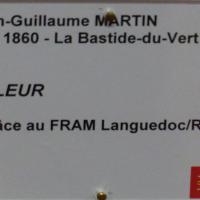 -Guillaume MARTIN
1860 - La Bastide-du-Vert
LEUR
âce au FRAM Languedoc/R